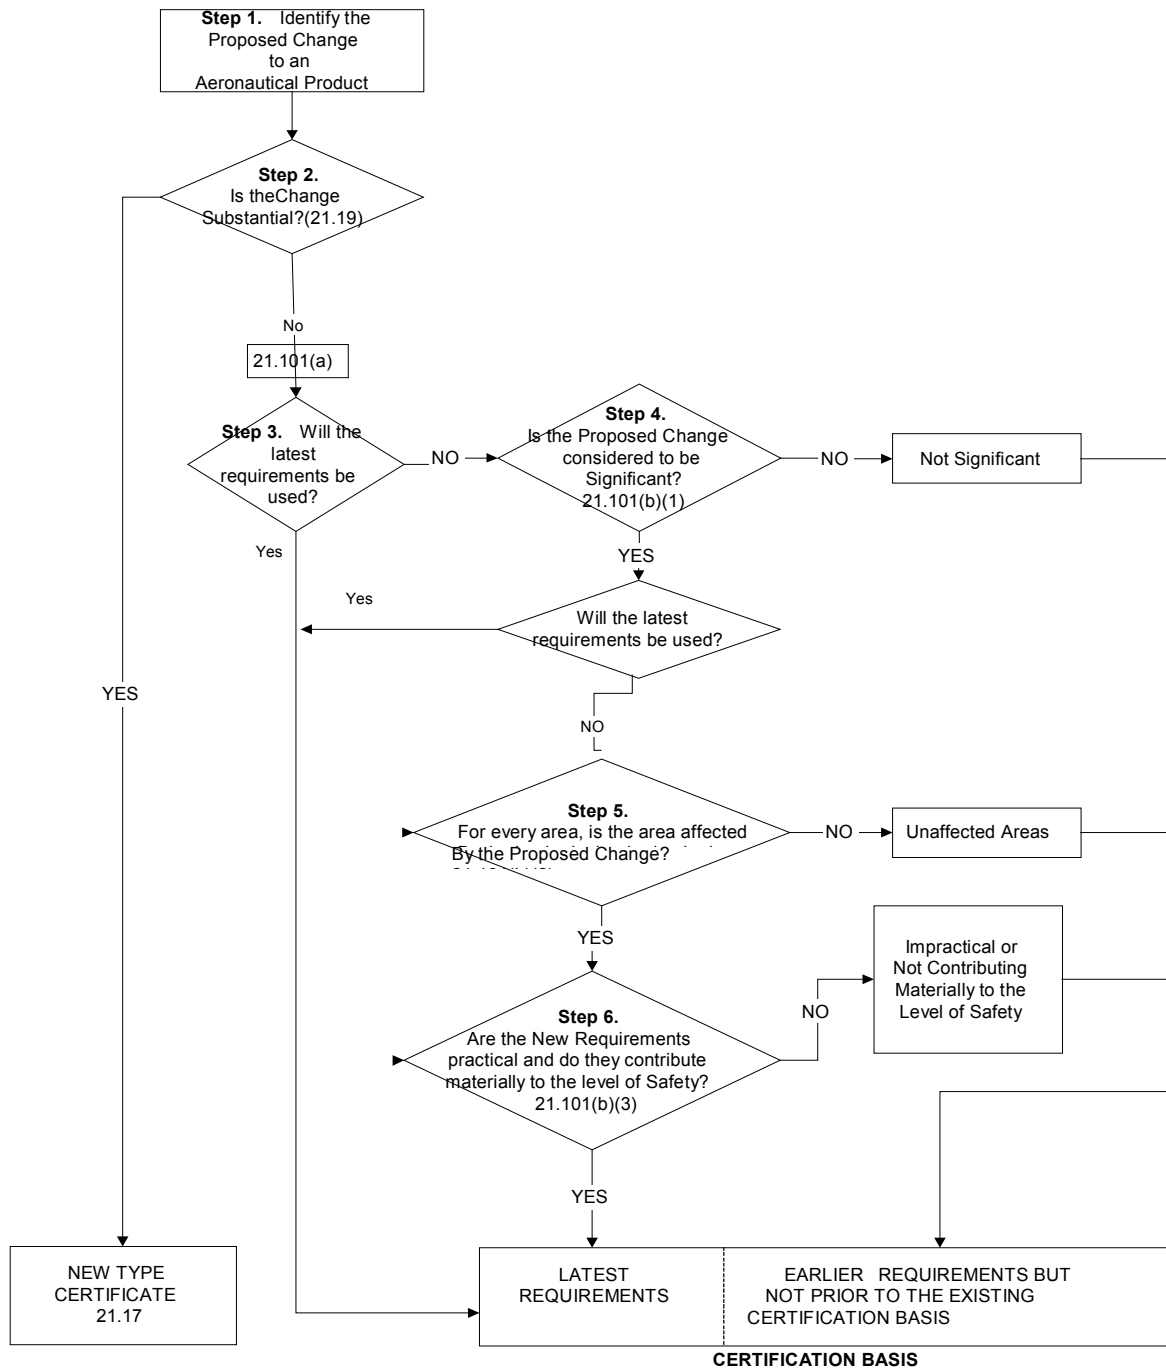 Step 1. Identify the
Proposed Change
to an
Aeronautical Product
Step 2.
Is theChange
Substantial?(21.19)
No
21.101(a)
Step 3. Will the
latest
requirements be
used?
NO
Step 4.
Is the Proposed Change
considered to be
Significant?
21.101(b)(1)
NO
Not Significant
Yes
YES
Yes
Will the latest
requirements be used?
YES
NO
Step 5.
For every area, is the area affected
By the Proposed Change?
NO
Unaffected Areas
YES
Impractical or
Not Contributing
Materially to the
Level of Safety
NO
Step 6.
Are the New Requirements
practical and do they contribute
materially to the level of Safety?
21.101(b)(3)
YES
NEW TYPE
CERTIFICATE
21.17
LATEST
REQUIREMENTS
EARLIER REQUIREMENTS BUT
NOT PRIOR TO THE EXISTING
CERTIFICATION BASIS
CERTIFICATION BASIS